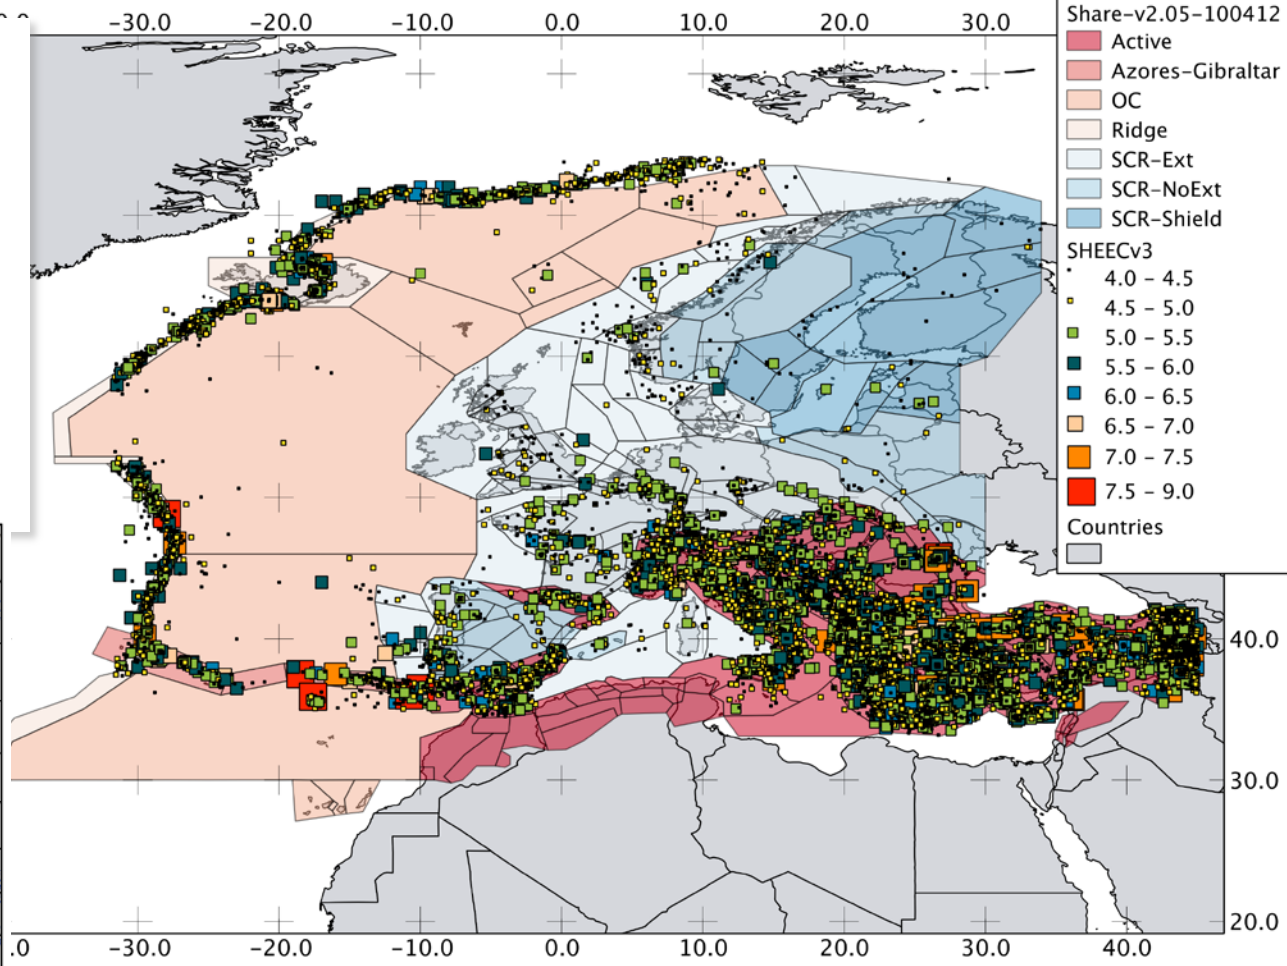 0.0 -30.0 -20.0 -10.0 0.0 10.0 20.0 30.0
Share-v2.05-100412
Active
Azores-Gibraltar
OC
Ridge
SCR-Ext
SCR-NoExt
SCR-Shield
SHEECv3
4.0 - 4.5
4.5 - 5.0
5.0 - 5.5
5.5 - 6.0
6.0 - 6.5
6.5 - 7.0
7.0 - 7.5
7.5 - 9.0
Countries
40.0
30.0
20.0
.0 -30.0 -20.0 -10.0 0.0 10.0 20.0 30.0 40.0